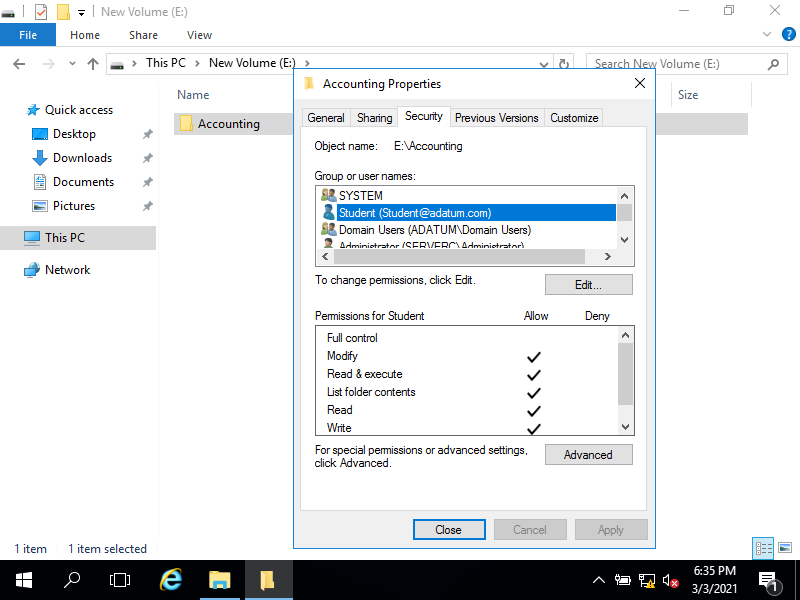 New Volume (E:)
File Home Share View
This PC New Volume (E:)
Search New Volume (E:)
Name
Size
Quick access
Desktop
Downloads
Documents
Pictures
This PC
Network
Accounting
Accounting Properties
General Sharing Security Previous Versions Customize
Object name: E:\Accounting
Group or user names:
SYSTEM
Student (Student@adatum.com)
Domain Users (ADATUM\Domain Users)
Administrator (SERVERC\Administrator)
To change permissions, click Edit.
Edit...
Permissions for Student Allow Deny
Full control
Modify
Read & execute
List folder contents
Read
Write
For special permissions or advanced settings,
click Advanced.
Advanced
Close Cancel Apply
1 item 1 item selected
6:35 PM
3/3/2021
1